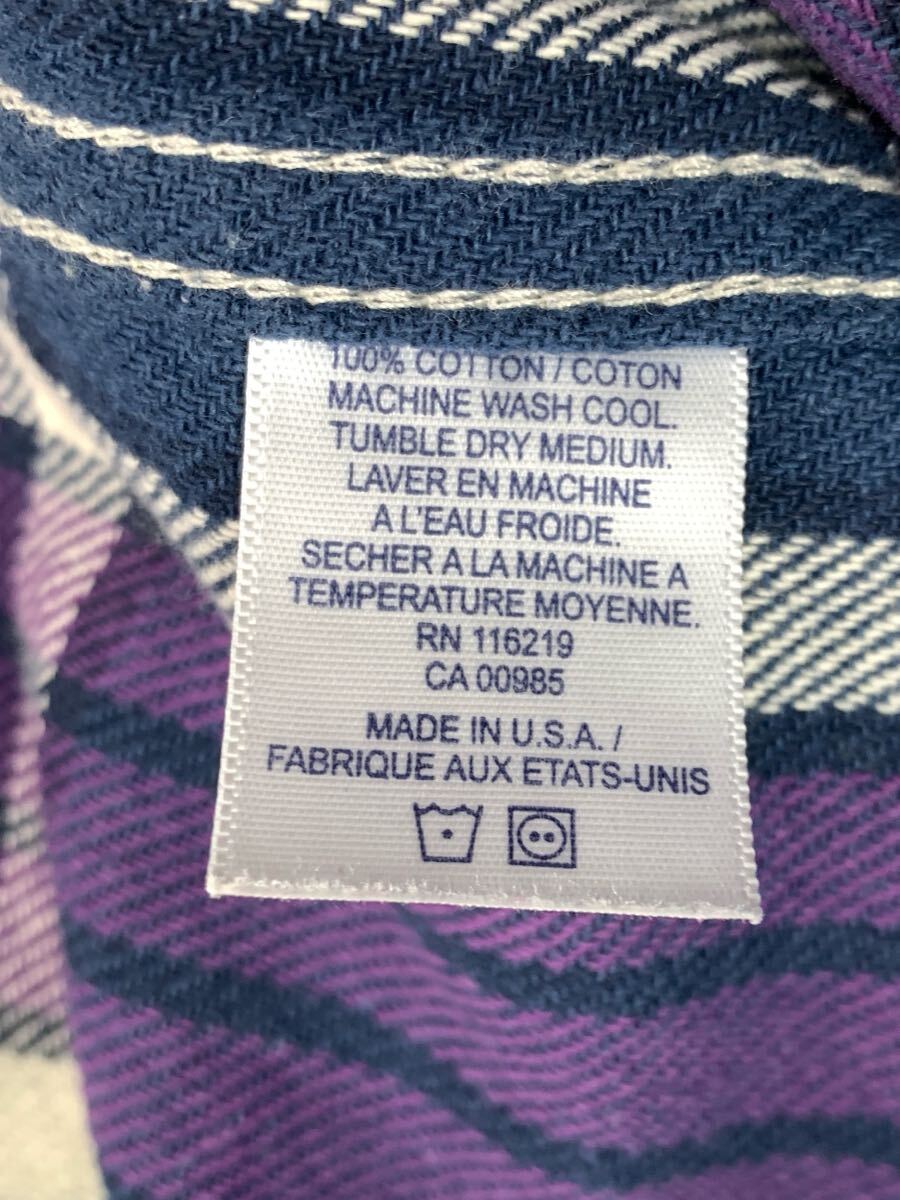 100% COTTON / COTON
MACHINE WASH COOL.
TUMBLE DRY MEDIUM.
LAVER EN MACHINE
A L'EAU FROIDE.
SECHER A LA MACHINE A
TEMPERATURE MOYENNE.
RN 116219
CA 00985
MADE IN U.S.A. /
FABRIQUE AUX ETATS-UNIS